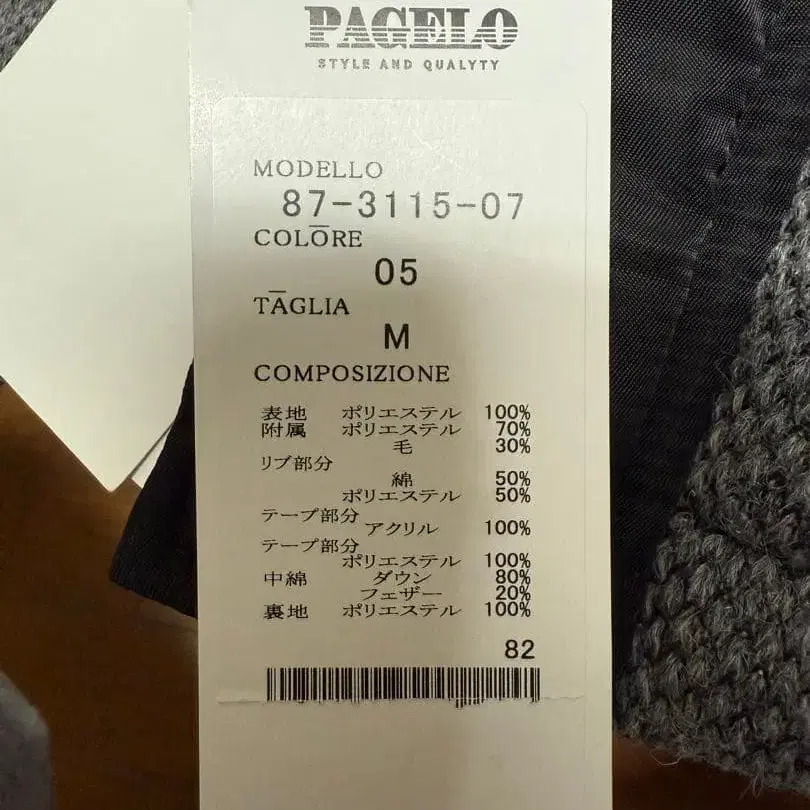 PAGELO
STYLE AND QUALYTY
MODELLO
87-3115-07
COLŌRE
05
TĀGLIA
M
COMPOSIZIONE
表地 ポリエステル 100%
附属 ポリエステル 70%
毛 30%
リブ部分
綿 50%
ポリエステル 50%
テープ部分
アクリル 100%
テープ部分
ポリエステル 100%
中綿 ダウン 80%
フェザー 20%
裏地 ポリエステル 100%
82